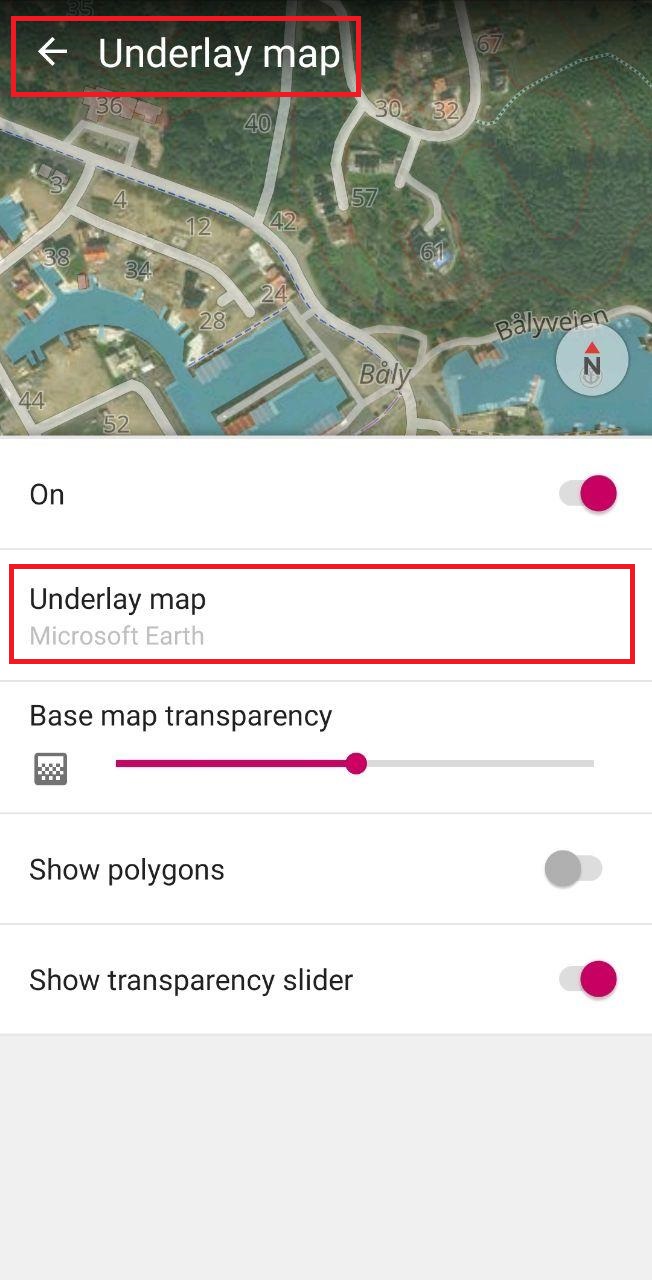 35
Underlay map
67
36
30
32
40
3
57
4
42
12
61
38
34
24
28
Bålyveien
N
Båly
44
52
On
Underlay map
Microsoft Earth
Base map transparency
Show polygons
Show transparency slider